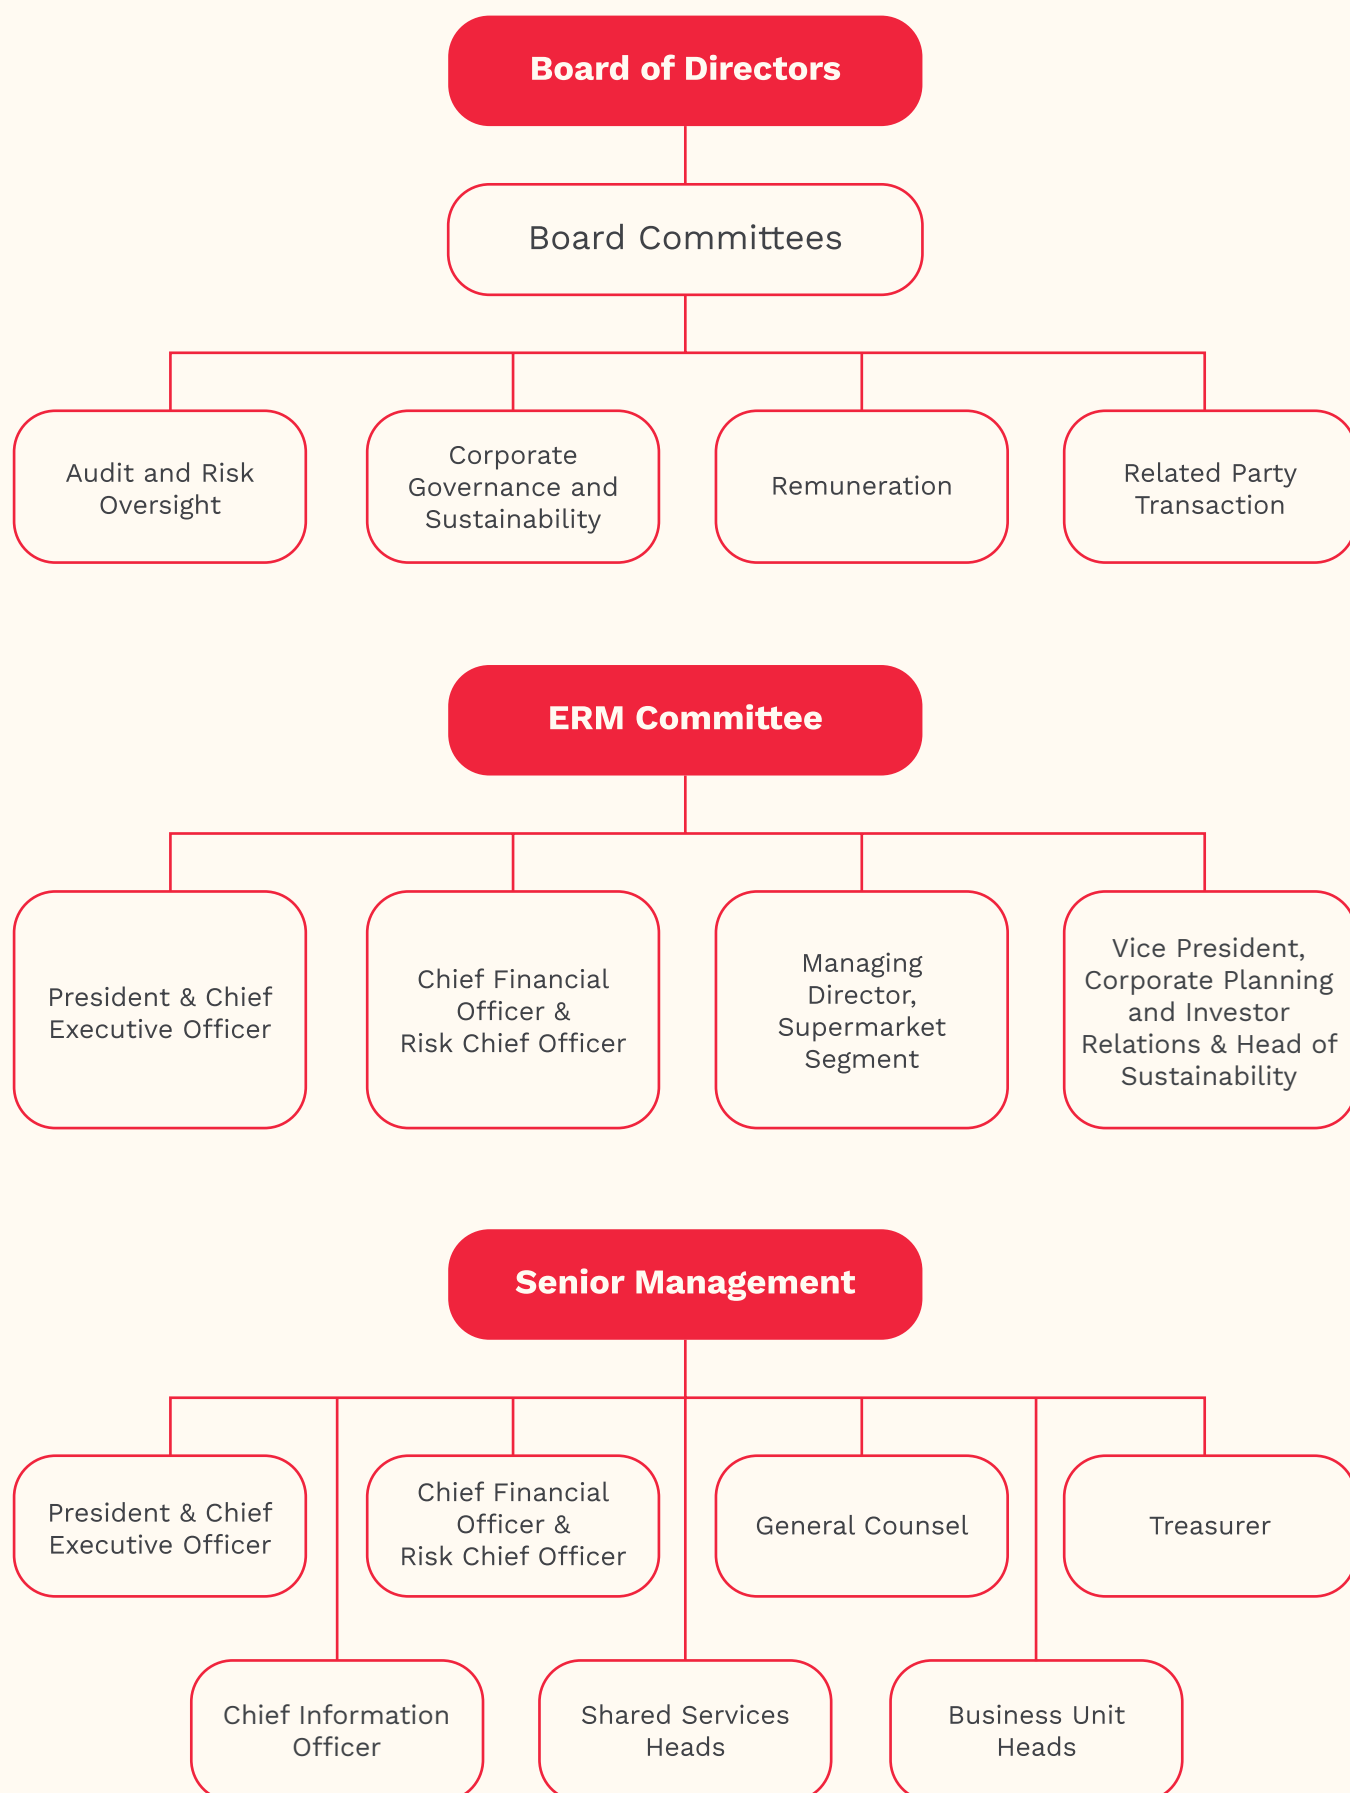 Board of Directors
Board Committees
Audit and Risk
Oversight
Corporate
Governance and
Sustainability
Remuneration
Related Party
Transaction
ERM Committee
President & Chief
Executive Officer
Chief Financial
Officer &
Risk Chief Officer
Managing
Director,
Supermarket
Segment
Vice President,
Corporate Planning
and Investor
Relations & Head of
Sustainability
Senior Management
President & Chief
Executive Officer
Chief Financial
Officer &
Risk Chief Officer
General Counsel
Treasurer
Chief Information
Officer
Shared Services
Heads
Business Unit
Heads